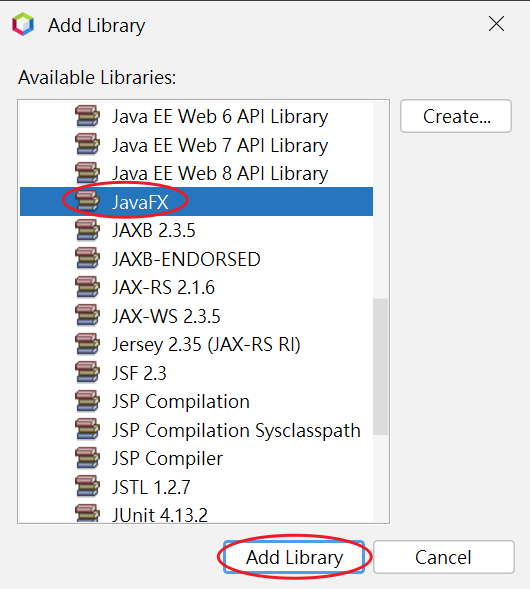 Add Library
Available Libraries:
Java EE Web 6 API Library
Create...
Java EE Web 7 API Library
Java EE Web 8 API Library
JavaFX
JAXB 2.3.5
JAXB-ENDORSED
JAX-RS 2.1.6
JAX-WS 2.3.5
Jersey 2.35 (JAX-RS RI)
JSF 2.3
JSP Compilation
JSP Compilation Sysclasspath
JSP Compiler
JSTL 1.2.7
JUnit 4.13.2
Add Library
Cancel